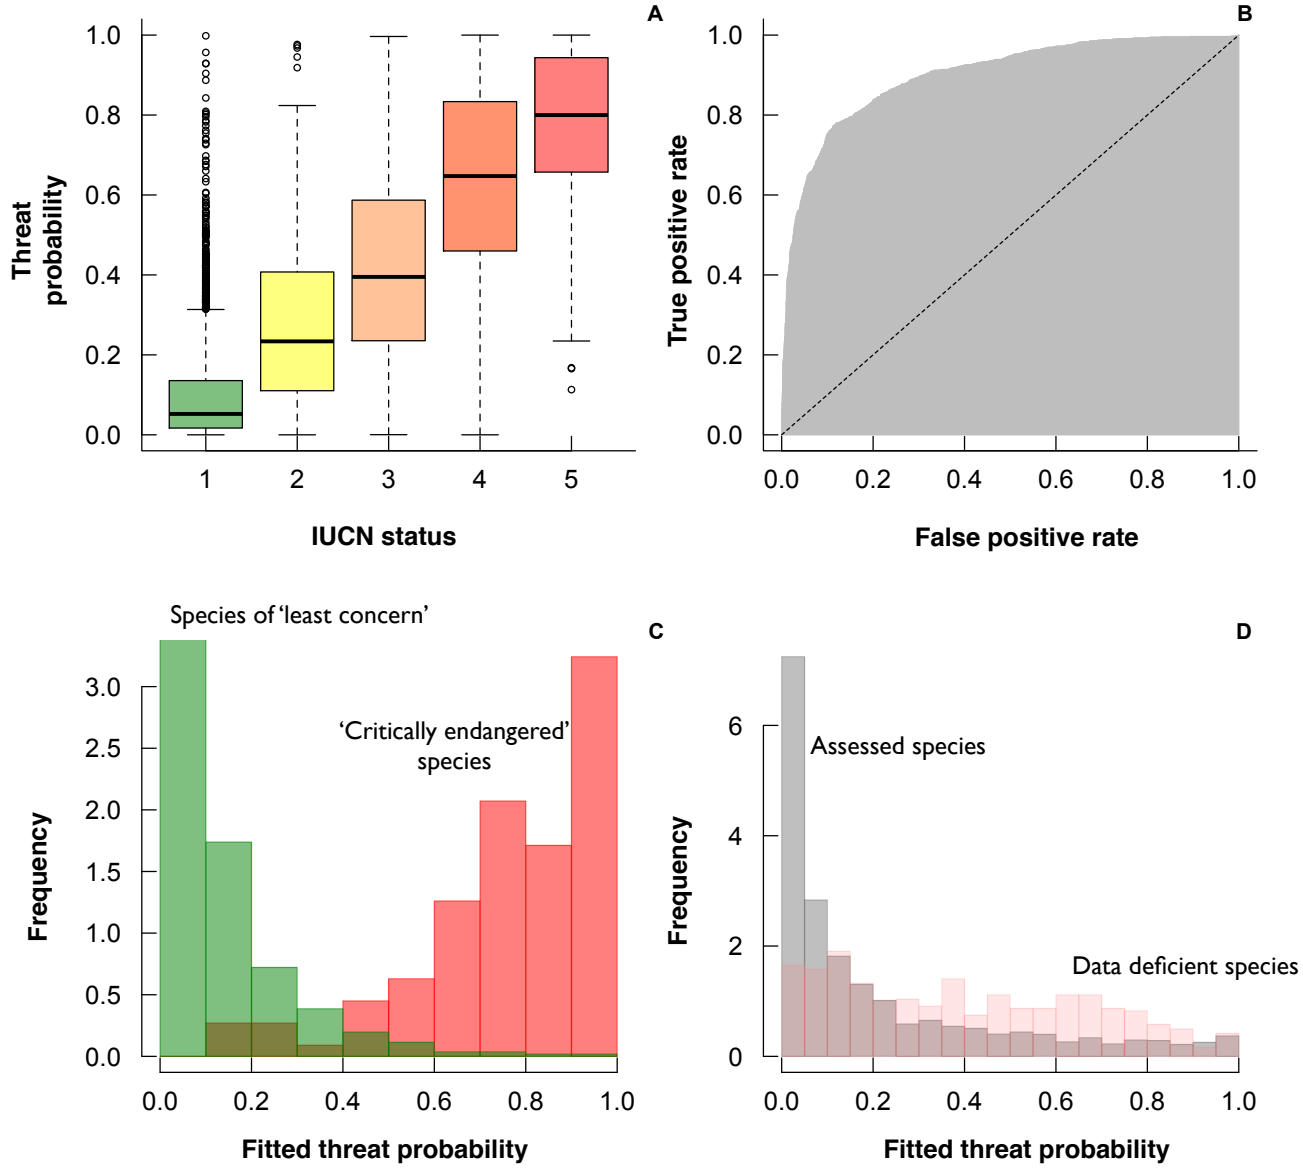 A
Threat
probability
1.0
0.8
0.6
0.4
0.2
0.0
1 2 3 4 5
IUCN status
B
True positive rate
1.0
0.8
0.6
0.4
0.2
0.0
0.0 0.2 0.4 0.6 0.8 1.0
False positive rate
Species of ‘least concern’
C
‘Critically endangered’
species
Frequency
3.0
2.5
2.0
1.5
1.0
0.5
0.0
0.0 0.2 0.4 0.6 0.8 1.0
Fitted threat probability
D
Assessed species
Data deficient species
Frequency
6
4
2
0
0.0 0.2 0.4 0.6 0.8 1.0
Fitted threat probability